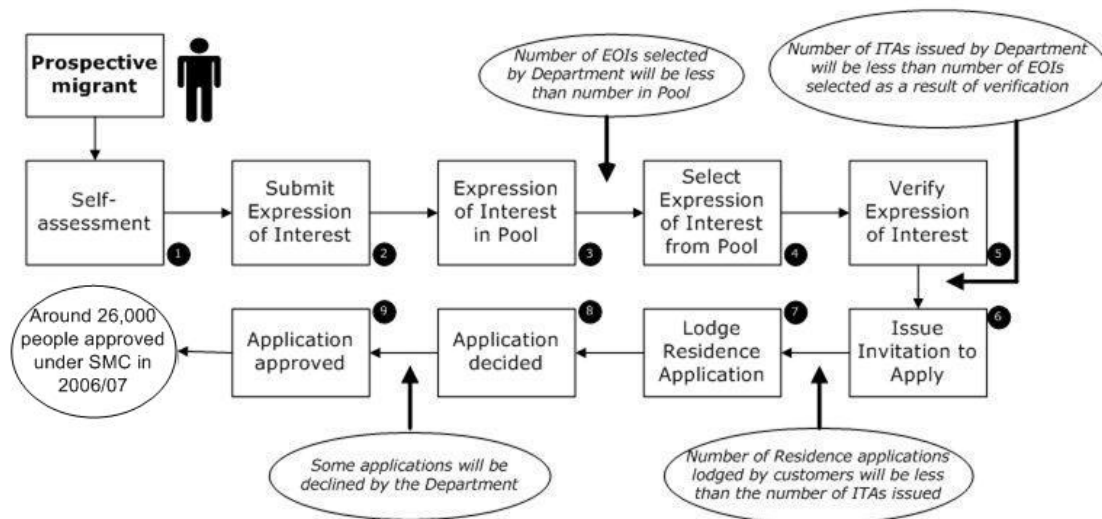 Prospective
migrant
Number of EOIs selected
by Department will be less
than number in Pool
Number of ITAs issued by Department
will be less than number of EOIs
selected as a result of verification
Self-
assessment
1
Submit
Expression
of Interest
2
Expression
of Interest
in Pool
3
Select
Expression
of Interest
from Pool
4
Verify
Expression
of Interest
5
Issue
Invitation to
Apply
6
Lodge
Residence
Application
7
Application
decided
8
Application
approved
9
Around 26,000
people approved
under SMC in
2006/07
Some applications will be
declined by the Department
Number of Residence applications
lodged by customers will be less
than the number of ITAs issued